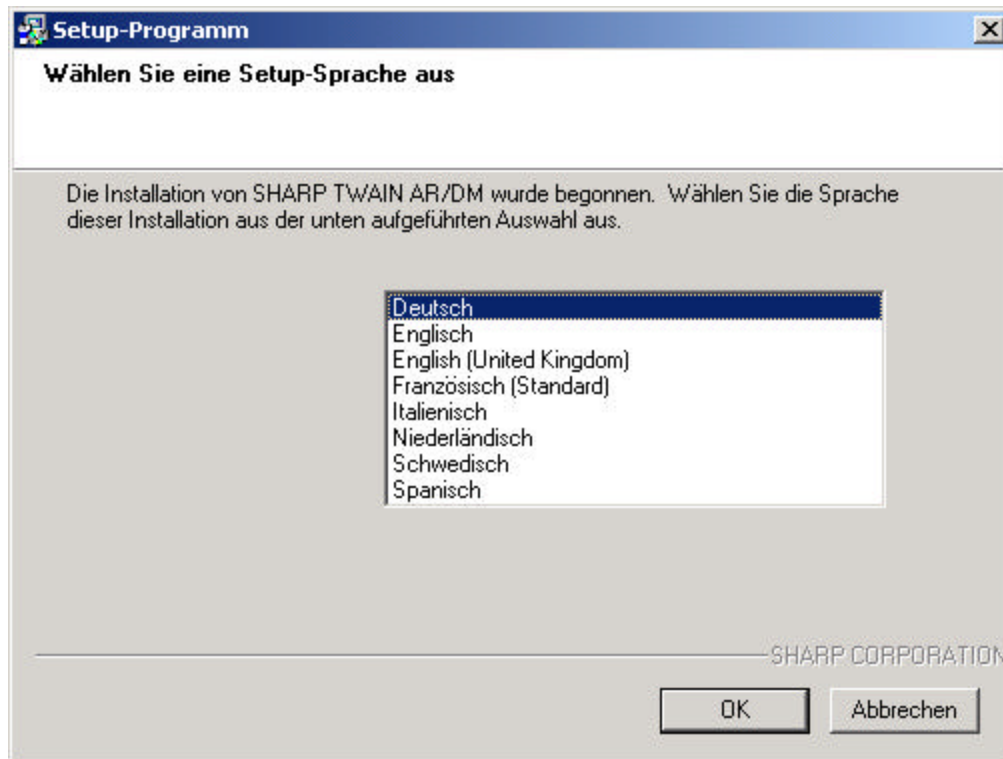 Setup-Programm
Wählen Sie eine Setup-Sprache aus
Die Installation von SHARP TWAIN AR/DM wurde begonnen.  Wählen Sie die Sprache
dieser Installation aus der unten aufgeführten Auswahl aus.
Deutsch
Englisch
English (United Kingdom)
Französisch (Standard)
Italienisch
Niederländisch
Schwedisch
Spanisch
SHARP CORPORATION
OK
Abbrechen